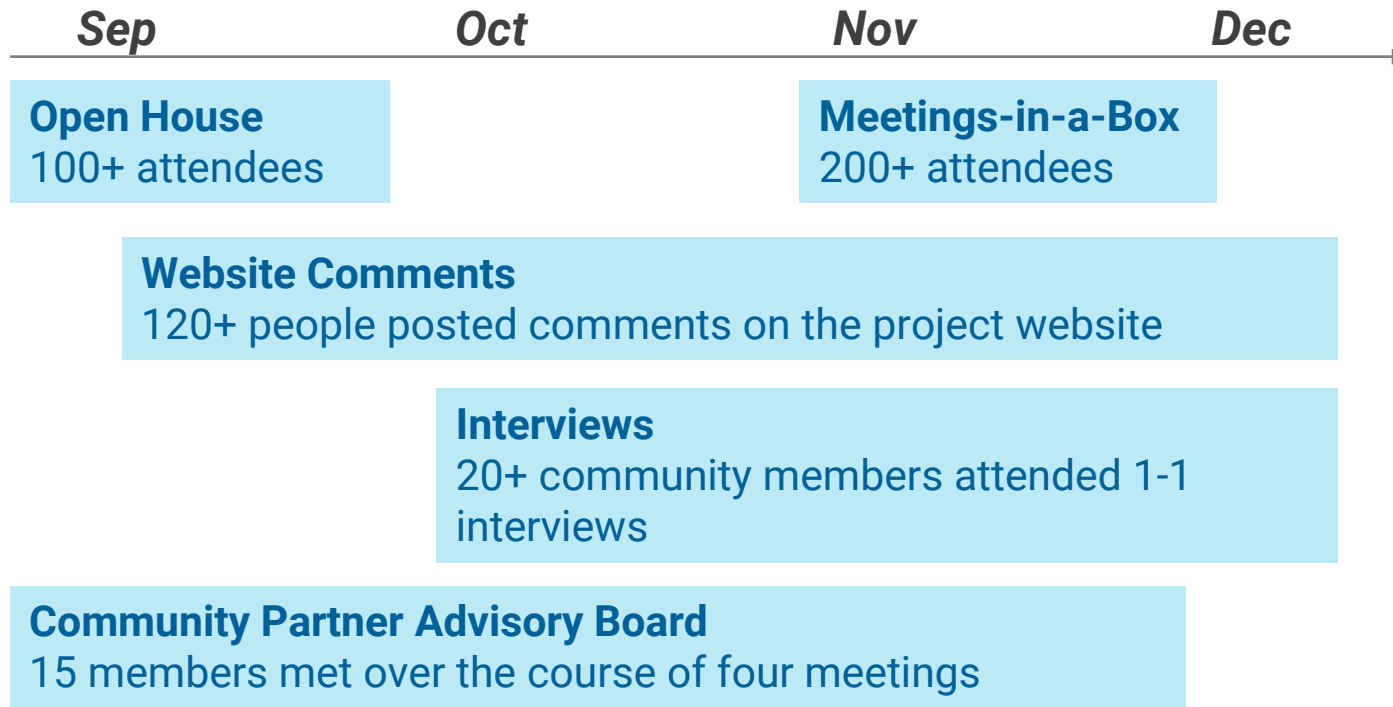 Sep Oct Nov Dec
Open House
100+ attendees
Meetings-in-a-Box
200+ attendees
Website Comments
120+ people posted comments on the project website
Interviews
20+ community members attended 1-1
interviews
Community Partner Advisory Board
15 members met over the course of four meetings